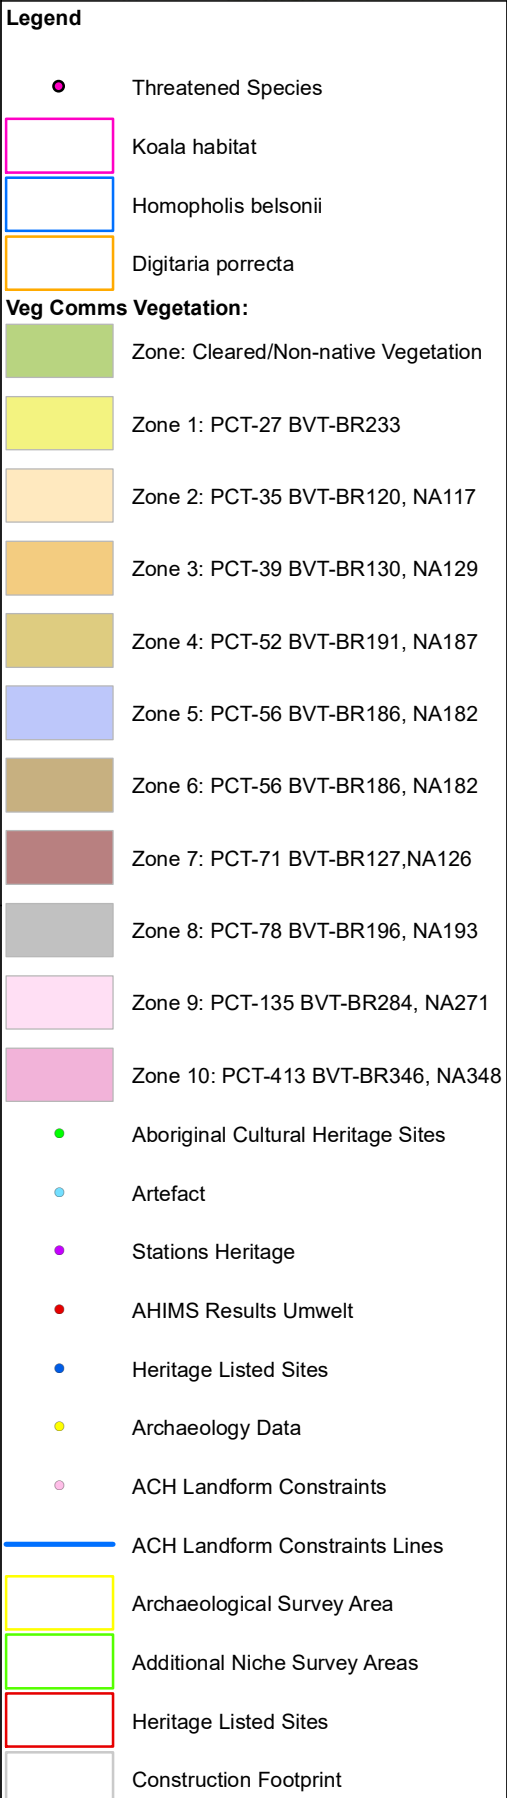 Legend
Threatened Species
Koala habitat
Homopholis belsonii
Digitaria porrecta
Veg Comms Vegetation:
Zone: Cleared/Non-native Vegetation
Zone 1: PCT-27 BVT-BR233
Zone 2: PCT-35 BVT-BR120, NA117
Zone 3: PCT-39 BVT-BR130, NA129
Zone 4: PCT-52 BVT-BR191, NA187
Zone 5: PCT-56 BVT-BR186, NA182
Zone 6: PCT-56 BVT-BR186, NA182
Zone 7: PCT-71 BVT-BR127,NA126
Zone 8: PCT-78 BVT-BR196, NA193
Zone 9: PCT-135 BVT-BR284, NA271
Zone 10: PCT-413 BVT-BR346, NA348
Aboriginal Cultural Heritage Sites
Artefact
Stations Heritage
AHIMS Results Umwelt
Heritage Listed Sites
Archaeology Data
ACH Landform Constraints
ACH Landform Constraints Lines
Archaeological Survey Area
Additional Niche Survey Areas
Heritage Listed Sites
Construction Footprint